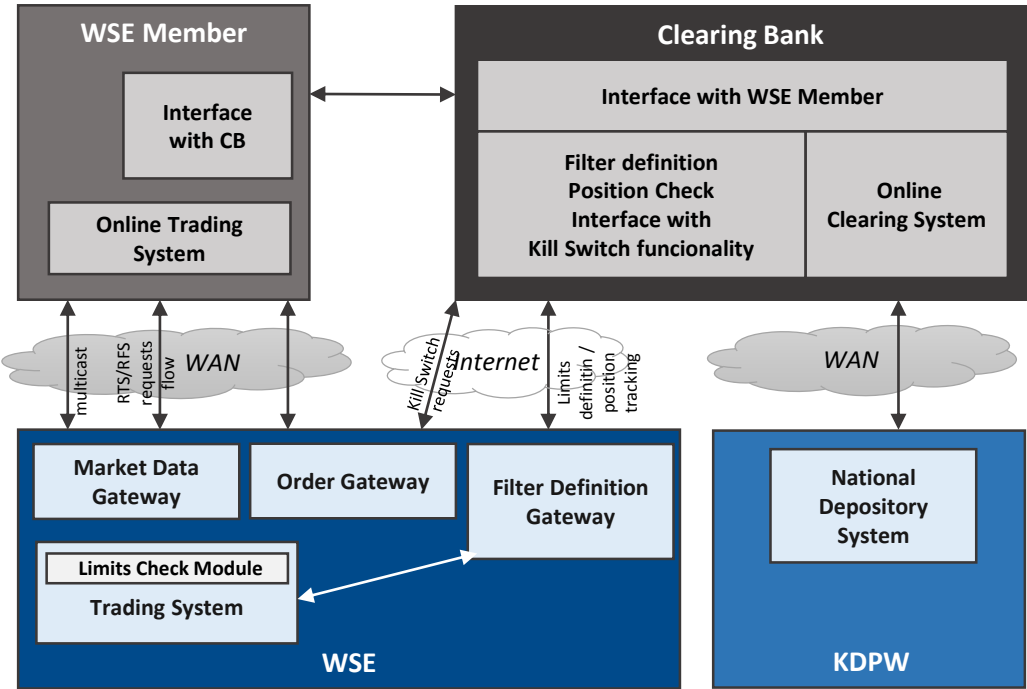 WSE Member
Interface
with CB
Online Trading
System
Clearing Bank
Interface with WSE Member
Filter definition
Position Check
Interface with
Kill Switch funcionality
Online
Clearing System
multicast
RTS/RFS
requests
flow
WAN
Kill Switch
requests
Internet
Limits
definitin /
position
tracking
WAN
Market Data
Gateway
Order Gateway
Filter Definition
Gateway
Limits Check Module
Trading System
WSE
National
Depository
System
KDPW